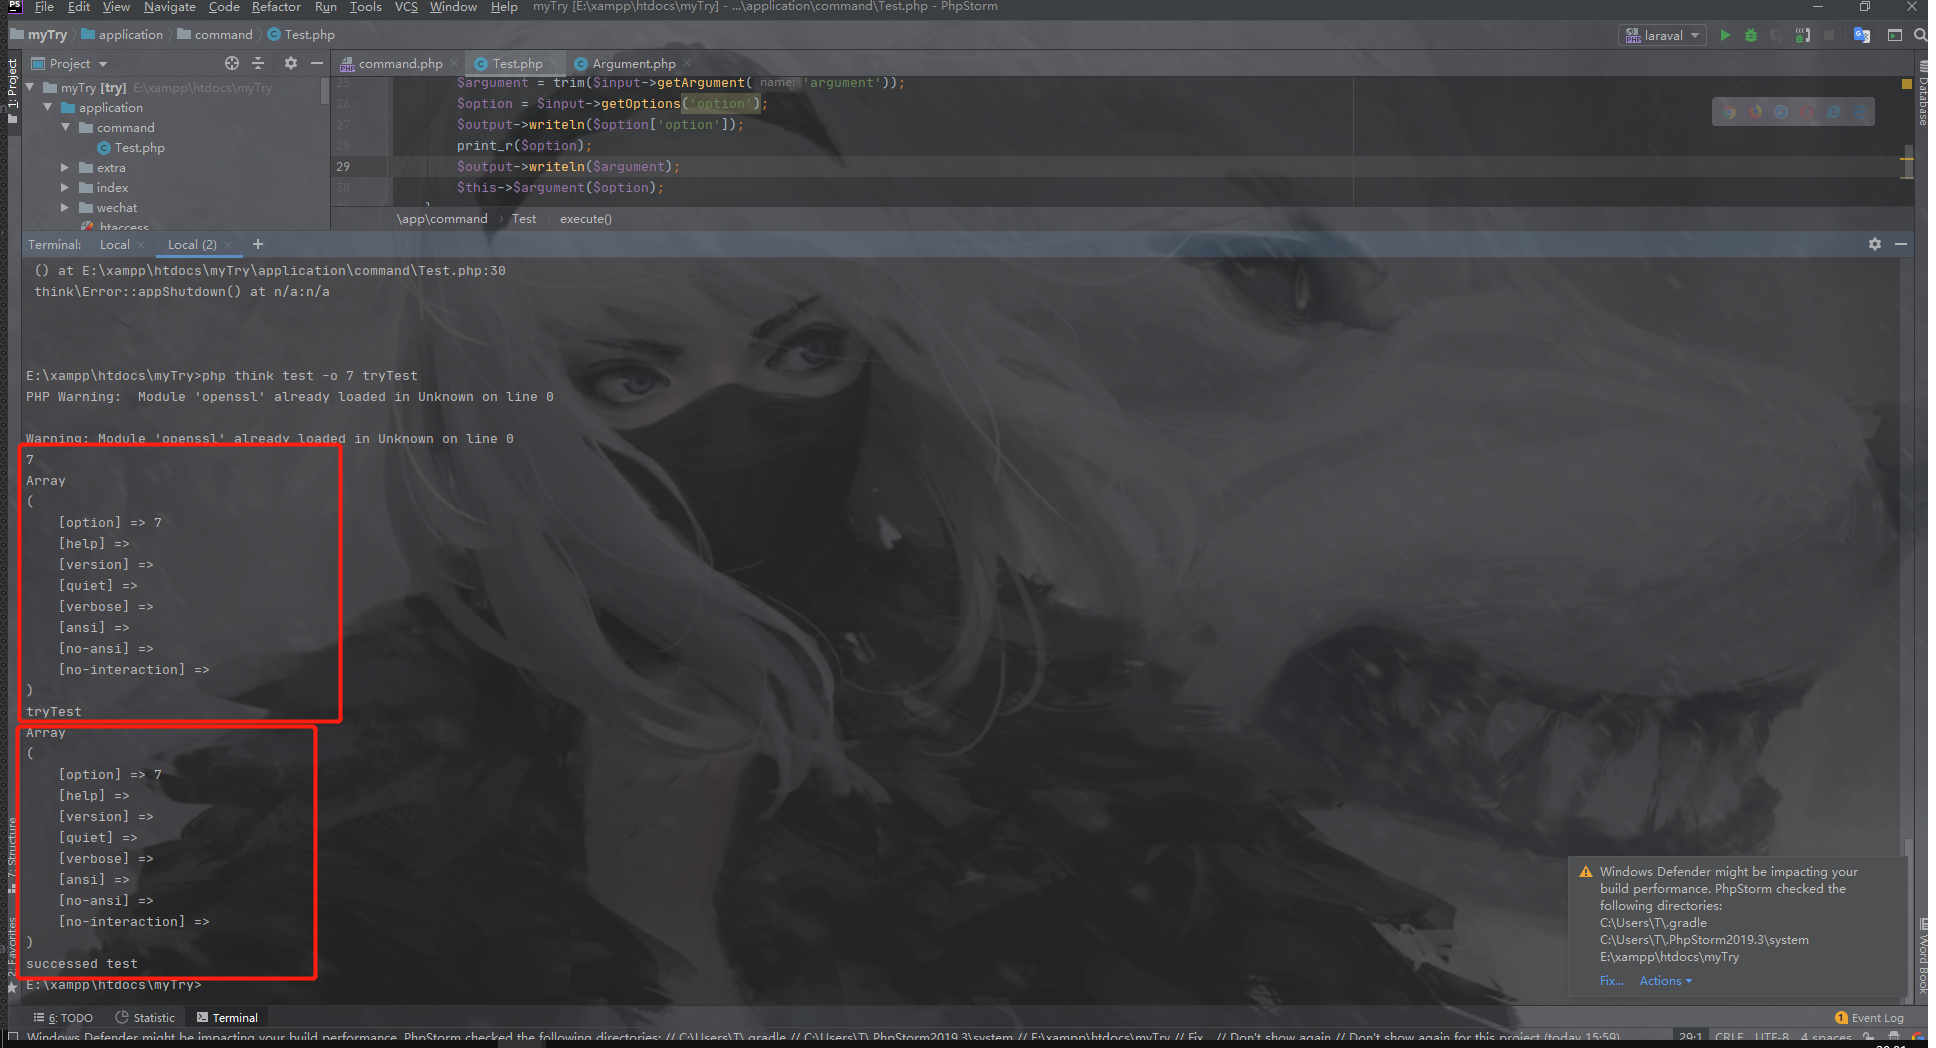 PS File Edit View Navigate Code Refactor Run Tools VCS Window Help myTry [E:\xampp\htdocs\myTry] - ...\application\command\Test.php - PhpStorm
myTry application command Test.php laraval
1: Project
Project command.php Test.php Argument.php
Database
myTry [try] E:\xampp\htdocs\myTry
application
command
Test.php
extra
index
wechat
.htaccess
25 $argument = trim($input->getArgument( name: 'argument'));
26 $option = $input->getOptions('option');
27 $output->writeln($option['option']);
28 print_r($option);
29 $output->writeln($argument);
30 $this->$argument($option);
}
\app\command Test execute()
Terminal: Local Local (2) +
() at E:\xampp\htdocs\myTry\application\command\Test.php:30
think\Error::appShutdown() at n/a:n/a
E:\xampp\htdocs\myTry>php think test -o 7 tryTest
PHP Warning:  Module 'openssl' already loaded in Unknown on line 0
Warning: Module 'openssl' already loaded in Unknown on line 0
7
Array
(
[option] => 7
[help] =>
[version] =>
[quiet] =>
[verbose] =>
[ansi] =>
[no-ansi] =>
[no-interaction] =>
)
tryTest
Array
(
[option] => 7
[help] =>
[version] =>
[quiet] =>
[verbose] =>
[ansi] =>
[no-ansi] =>
[no-interaction] =>
)
successed test
E:\xampp\htdocs\myTry>
7: Structure
2: Favorites
Word Book
Windows Defender might be impacting your
build performance. PhpStorm checked the
following directories:
C:\Users\T\.gradle
C:\Users\T\.PhpStorm2019.3\system
E:\xampp\htdocs\myTry
Fix... Actions
6: TODO Statistic Terminal 1 Event Log
Windows Defender might be impacting your build performance. PhpStorm checked the following directories: // C:\Users\T\.gradle // C:\Users\T\.PhpStorm2019.3\system // E:\xampp\htdocs\myTry // Fix... // Don't show again // Don't show again for this project (today 15:59) 29:1 CRLF UTF-8 4 spaces